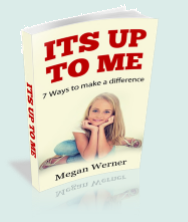 ITS UP
TO ME
7 Ways to make a difference
Megan Werner
ITS UP TO ME